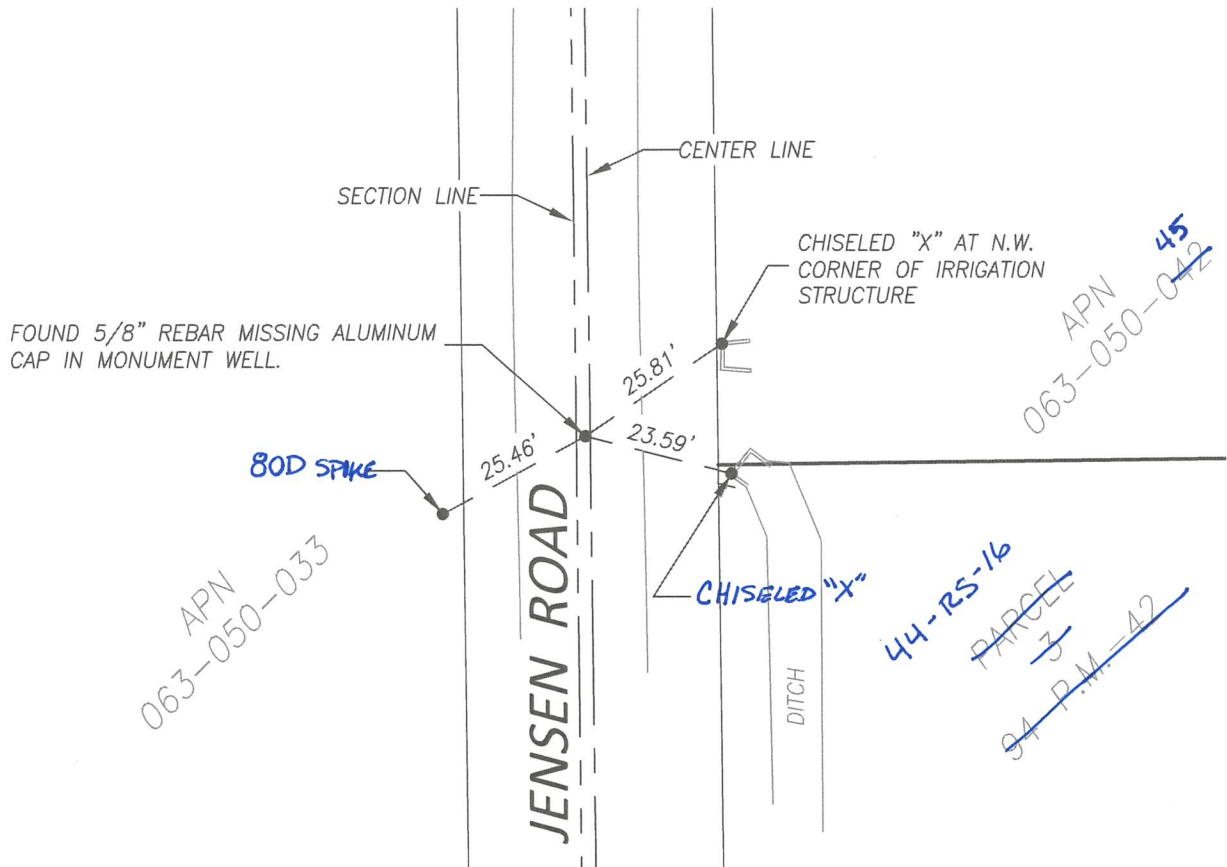 CENTER LINE
SECTION LINE
CHISELED "X" AT N.W.
CORNER OF IRRIGATION
STRUCTURE
45
APN
063-050-042
FOUND 5/8" REBAR MISSING ALUMINUM
CAP IN MONUMENT WELL.
25.81'
23.59'
25.46'
80D SPIKE
JENSEN ROAD
APN
063-050-033
CHISELED "X"
44-RS-16
PARCEL
3
94 P.M.-42
DITCH